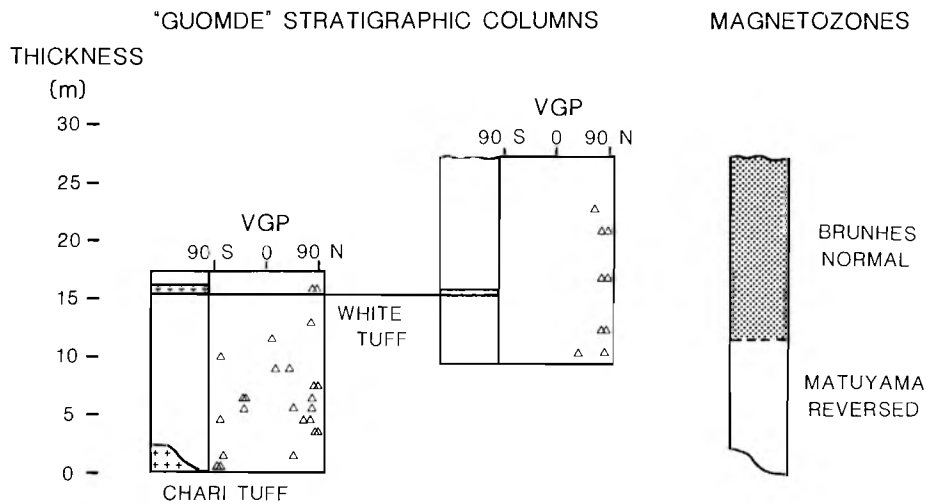 "GUOMDE" STRATIGRAPHIC COLUMNS
MAGNETOZONES
THICKNESS
(m)
30
25
20
15
10
5
0
VGP
90 S 0 90 N
VGP
90 S 0 90 N
WHITE
TUFF
CHARI TUFF
BRUNHES
NORMAL
MATUYAMA
REVERSED